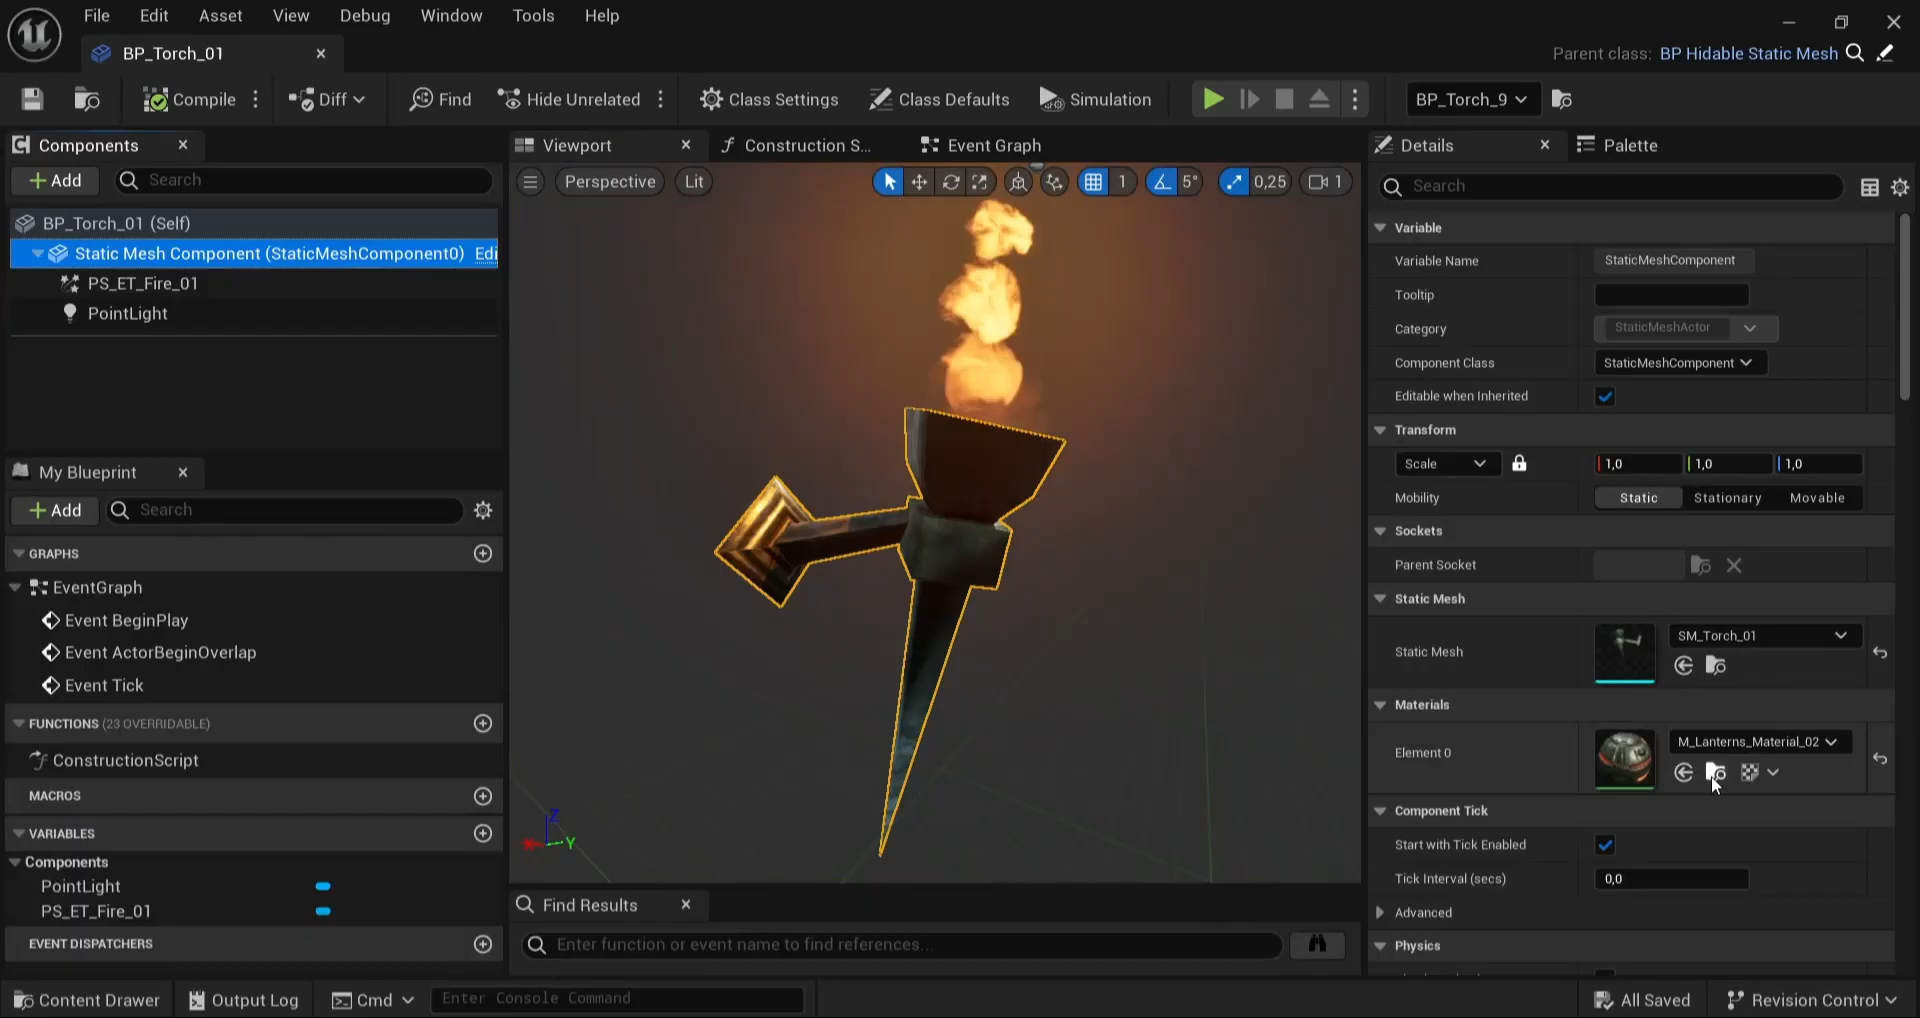 File Edit Asset View Debug Window Tools Help
BP_Torch_01
Parent class: BP Hidable Static Mesh
Compile Diff Find Hide Unrelated Class Settings Class Defaults Simulation BP_Torch_9
Components
Add Search
BP_Torch_01 (Self)
Static Mesh Component (StaticMeshComponent0) Edi
PS_ET_Fire_01
PointLight
My Blueprint
Add Search
GRAPHS
EventGraph
Event BeginPlay
Event ActorBeginOverlap
Event Tick
FUNCTIONS (23 OVERRIDABLE)
ConstructionScript
MACROS
VARIABLES
Components
PointLight
PS_ET_Fire_01
EVENT DISPATCHERS
Viewport Construction S... Event Graph
Perspective Lit 1 5° 0,25 1
Z
Y
Find Results
Enter function or event name to find references...
Details Palette
Search
Variable
Variable Name StaticMeshComponent
Tooltip
Category StaticMeshActor
Component Class StaticMeshComponent
Editable when Inherited
Transform
Scale 1,0 1,0 1,0
Mobility Static Stationary Movable
Sockets
Parent Socket
Static Mesh
Static Mesh SM_Torch_01
Materials
Element 0 M_Lanterns_Material_02
Component Tick
Start with Tick Enabled
Tick Interval (secs) 0,0
Advanced
Physics
Content Drawer Output Log Cmd Enter Console Command All Saved Revision Control